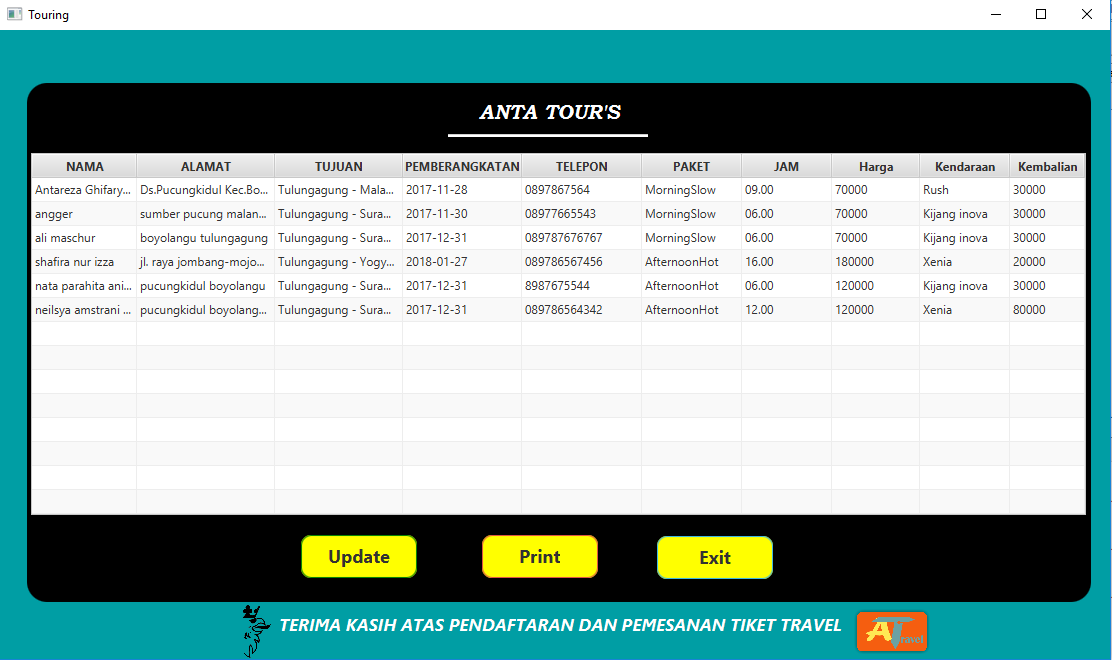 Touring
ANTA TOUR'S
NAMA ALAMAT TUJUAN PEMBERANGKATAN TELEPON PAKET JAM Harga Kendaraan Kembalian
Antareza Ghifary... Ds.Pucungkidul Kec.Bo... Tulungagung - Mala... 2017-11-28 0897867564 MorningSlow 09.00 70000 Rush 30000
angger sumber pucung malan... Tulungagung - Sura... 2017-11-30 08977665543 MorningSlow 06.00 70000 Kijang inova 30000
ali maschur boyolangu tulungagung Tulungagung - Sura... 2017-12-31 089787676767 MorningSlow 06.00 70000 Kijang inova 30000
shafira nur izza jl. raya jombang-mojo... Tulungagung - Yogy... 2018-01-27 089786567456 AfternoonHot 16.00 180000 Xenia 20000
nata parahita ani... pucungkidul boyolangu Tulungagung - Sura... 2017-12-31 8987675544 AfternoonHot 06.00 120000 Kijang inova 30000
neilsya amstrani ... pucungkidul boyolang... Tulungagung - Sura... 2017-12-31 089786564342 AfternoonHot 12.00 120000 Xenia 80000
Update Print Exit
TERIMA KASIH ATAS PENDAFTARAN DAN PEMESANAN TIKET TRAVEL
AT ravel